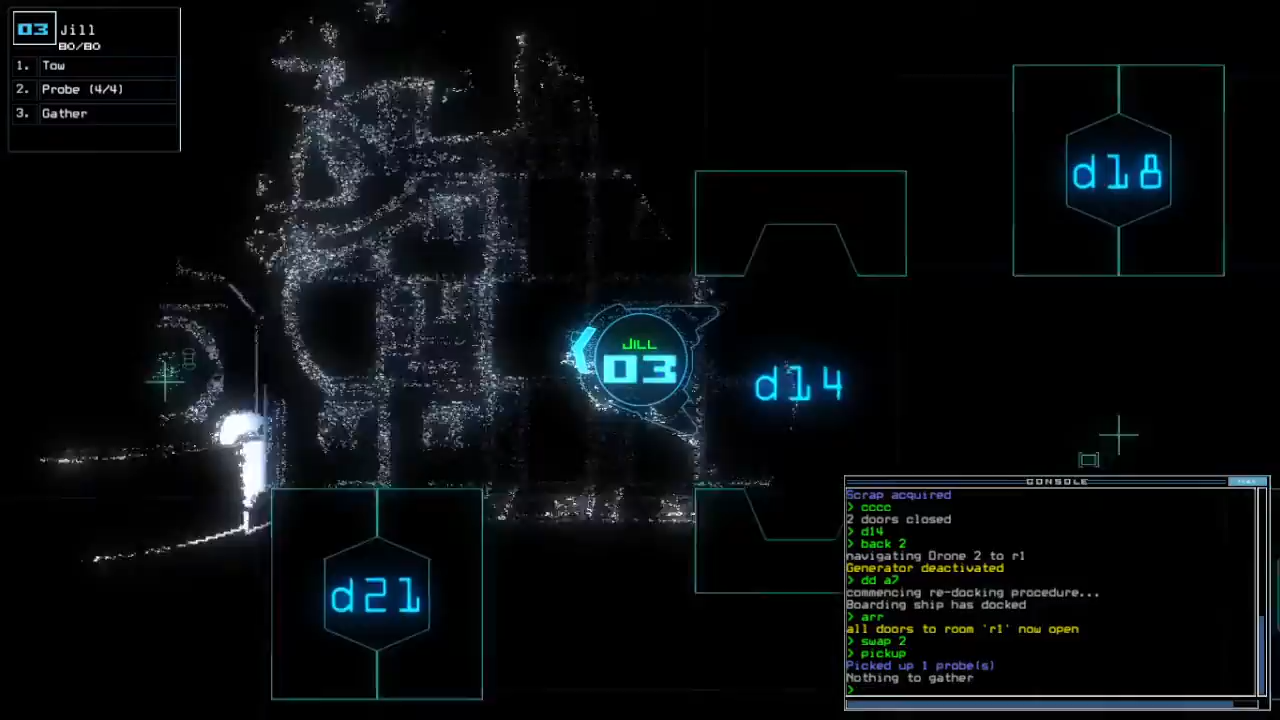 03 Jill
80/80
1. Tow
2. Probe (4/4)
3. Gather
d18
JILL
03
d14
d21
CONSOLE
Scrap acquired
> cccc
2 doors closed
> d14
> back 2
navigating Drone 2 to r1
Generator deactivated
> dd a7
commencing re-docking procedure...
Boarding ship has docked
> arr
all doors to room 'r1' now open
> swap 2
> pickup
Picked up 1 probe(s)
Nothing to gather
>